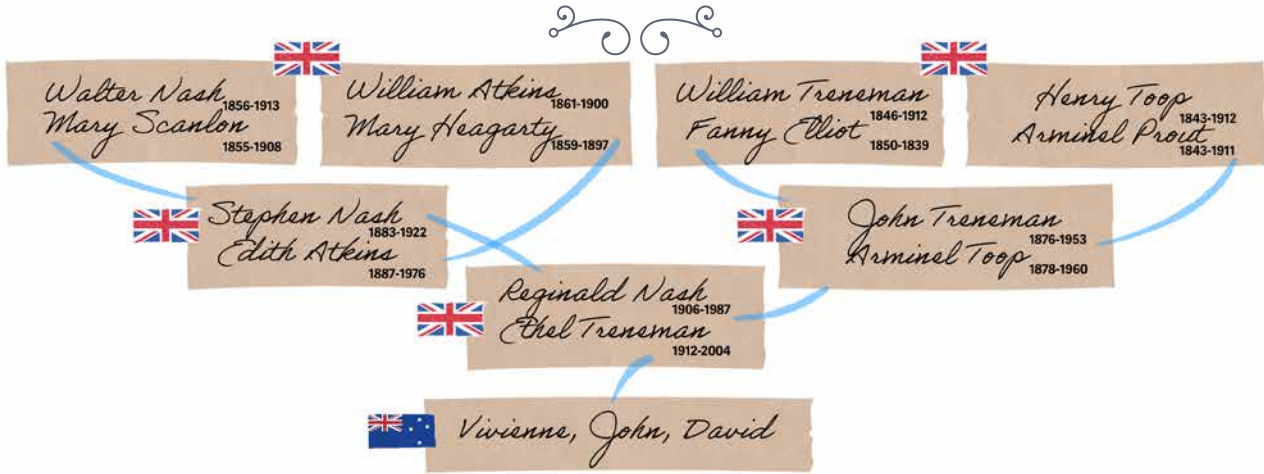 Walter Nash 1856-1913
Mary Scanlon 1855-1908
William Atkins 1861-1900
Mary Heagarty 1859-1897
William Treneman 1846-1912
Fanny Elliot 1850-1839
Henry Toop 1843-1912
Arminel Prout 1843-1911
Stephen Nash 1883-1922
Edith Atkins 1887-1976
John Treneman 1876-1953
Arminel Toop 1878-1960
Reginald Nash 1906-1987
Ethel Treneman 1912-2004
Vivienne, John, David